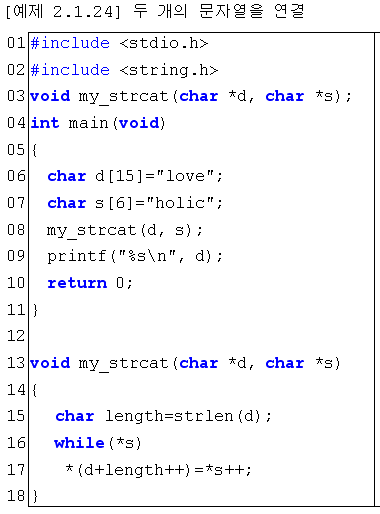 [예제 2.1.24] 두 개의 문자열을 연결
01 #include <stdio.h>
02 #include <string.h>
03 void my_strcat(char *d, char *s);
04 int main(void)
05 {
06 char d[15]="love";
07 char s[6]="holic";
08 my_strcat(d, s);
09 printf("%s\n", d);
10 return 0;
11 }
12
13 void my_strcat(char *d, char *s)
14 {
15 char length=strlen(d);
16 while(*s)
17 *(d+length++)=*s++;
18 }